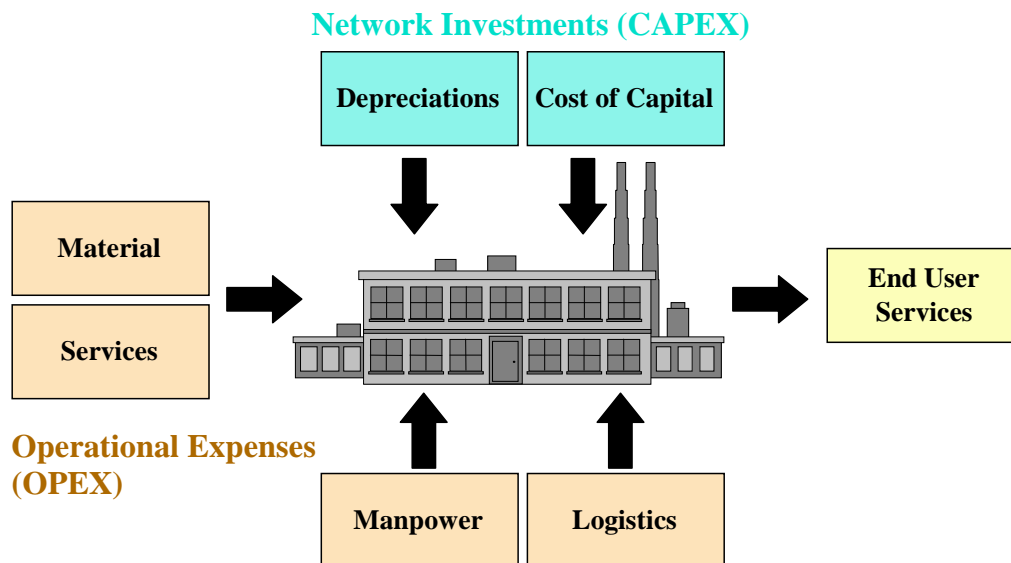 Network Investments (CAPEX)
Depreciations
Cost of Capital
Material
Services
End User
Services
Operational Expenses
(OPEX)
Manpower
Logistics